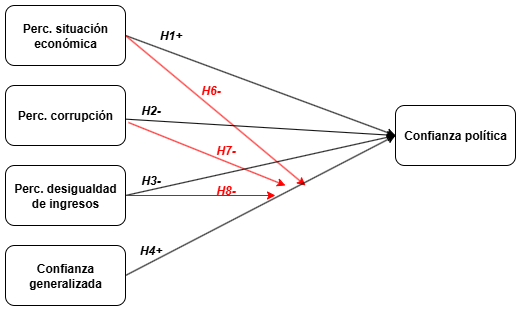 Perc. situación
económica
H1+
H6-
Perc. corrupción
H2-
Confianza política
H7-
Perc. desigualdad
de ingresos
H3-
H8-
Confianza
generalizada
H4+